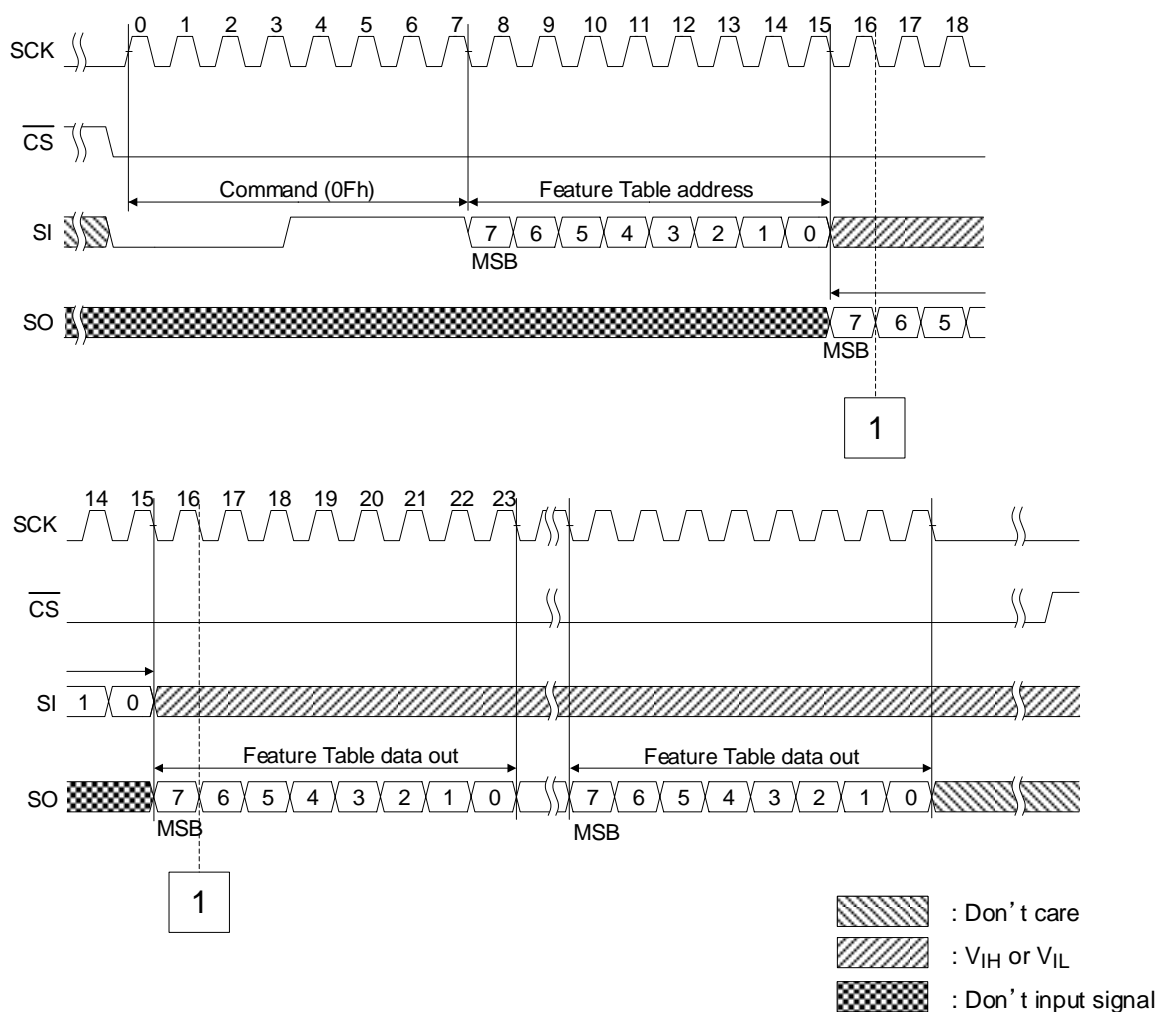 0 1 2 3 4 5 6 7 8 9 10 11 12 13 14 15 16 17 18
SCK
CS
Command (0Fh) Feature Table address
SI 7 6 5 4 3 2 1 0
MSB
SO 7 6 5
MSB
1
14 15 16 17 18 19 20 21 22 23
SCK
CS
SI 1 0
Feature Table data out Feature Table data out
SO 7 6 5 4 3 2 1 0 7 6 5 4 3 2 1 0
MSB MSB
1
: Don't care
: VIH or VIL
: Don't input signal